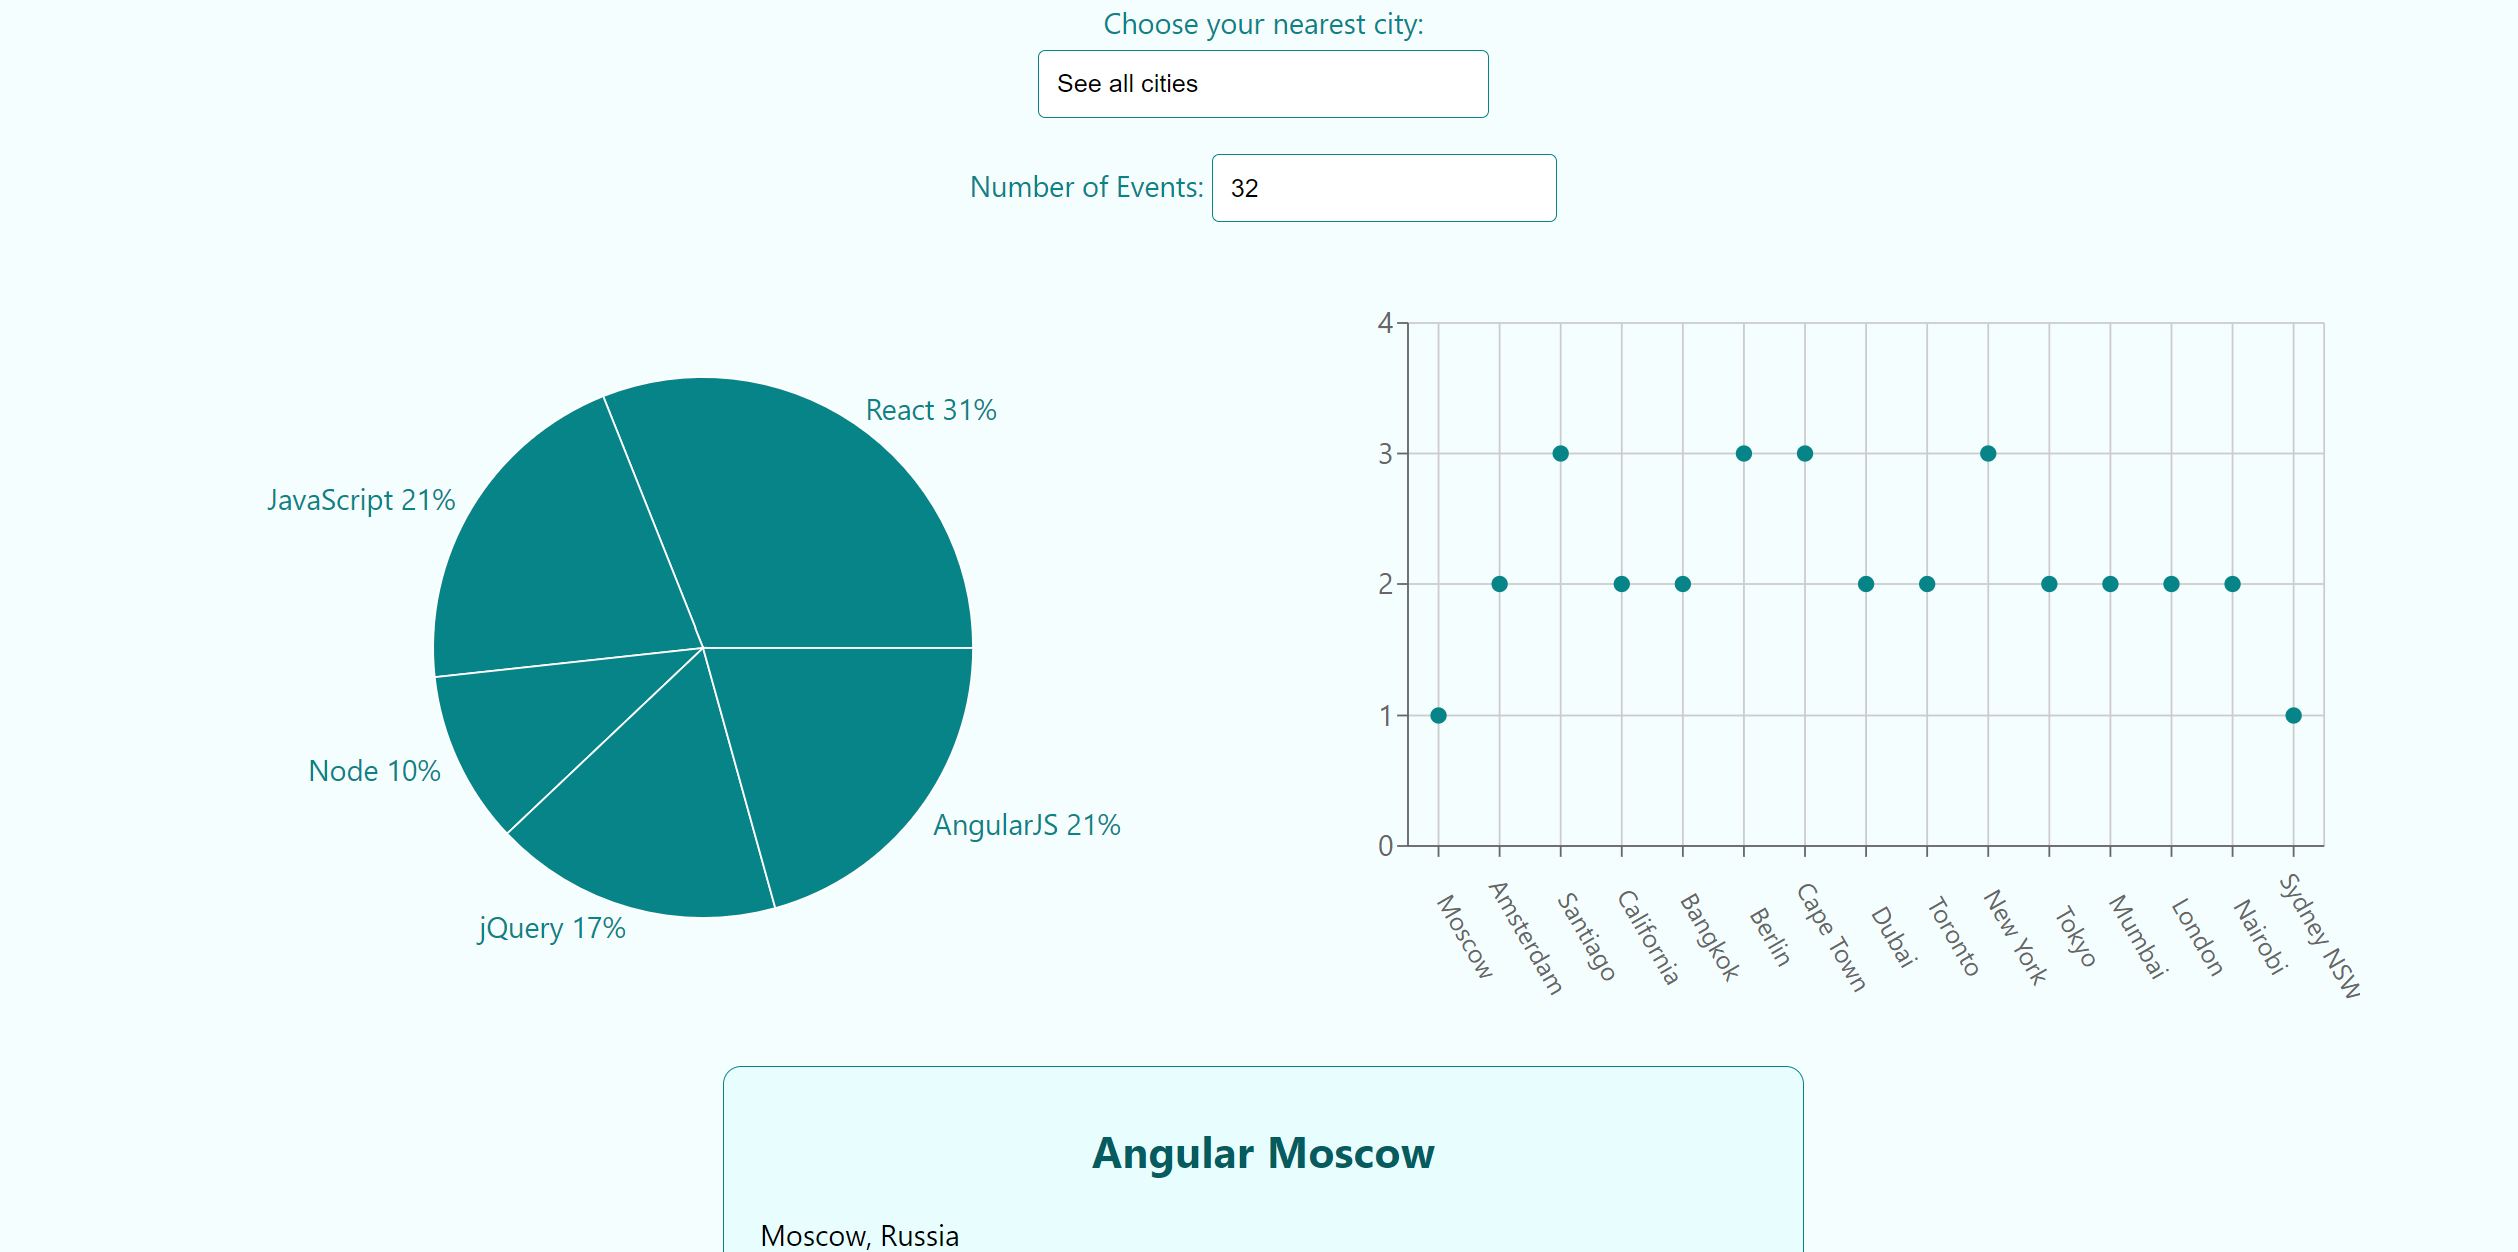 Choose your nearest city:
See all cities
Number of Events: 32
React 31%
JavaScript 21%
Node 10%
jQuery 17%
AngularJS 21%
4
3
2
1
0
Moscow
Amsterdam
Santiago
California
Bangkok
Berlin
Cape Town
Dubai
Toronto
New York
Tokyo
Mumbai
London
Nairobi
Sydney NSW
Angular Moscow
Moscow, Russia